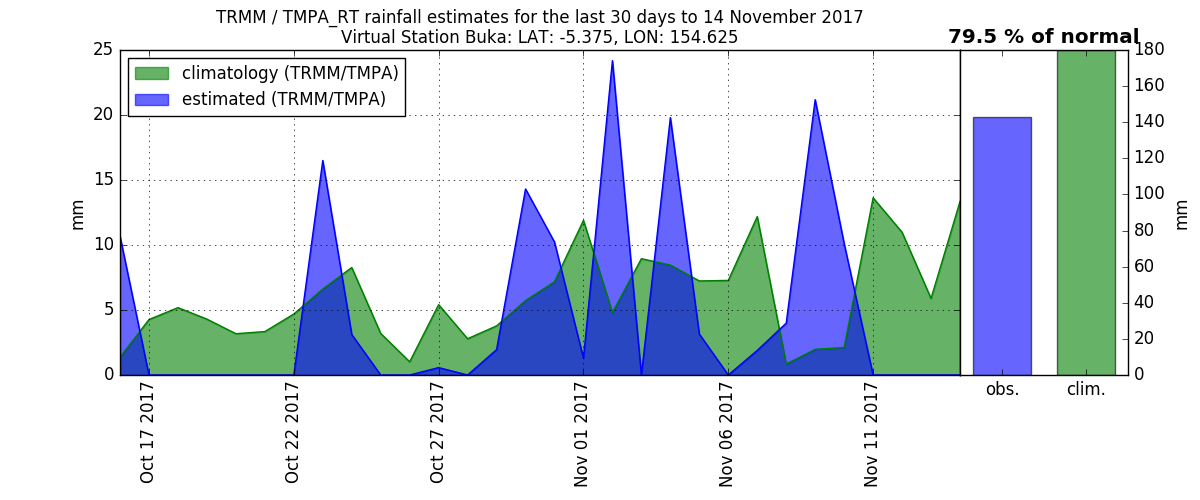 TRMM / TMPA_RT rainfall estimates for the last 30 days to 14 November 2017
Virtual Station Buka: LAT: -5.375, LON: 154.625
79.5 % of normal
climatology (TRMM/TMPA)
estimated (TRMM/TMPA)
25
20
15
10
5
0
mm
180
160
140
120
100
80
60
40
20
0
mm
obs.
clim.
Oct 17 2017
Oct 22 2017
Oct 27 2017
Nov 01 2017
Nov 06 2017
Nov 11 2017